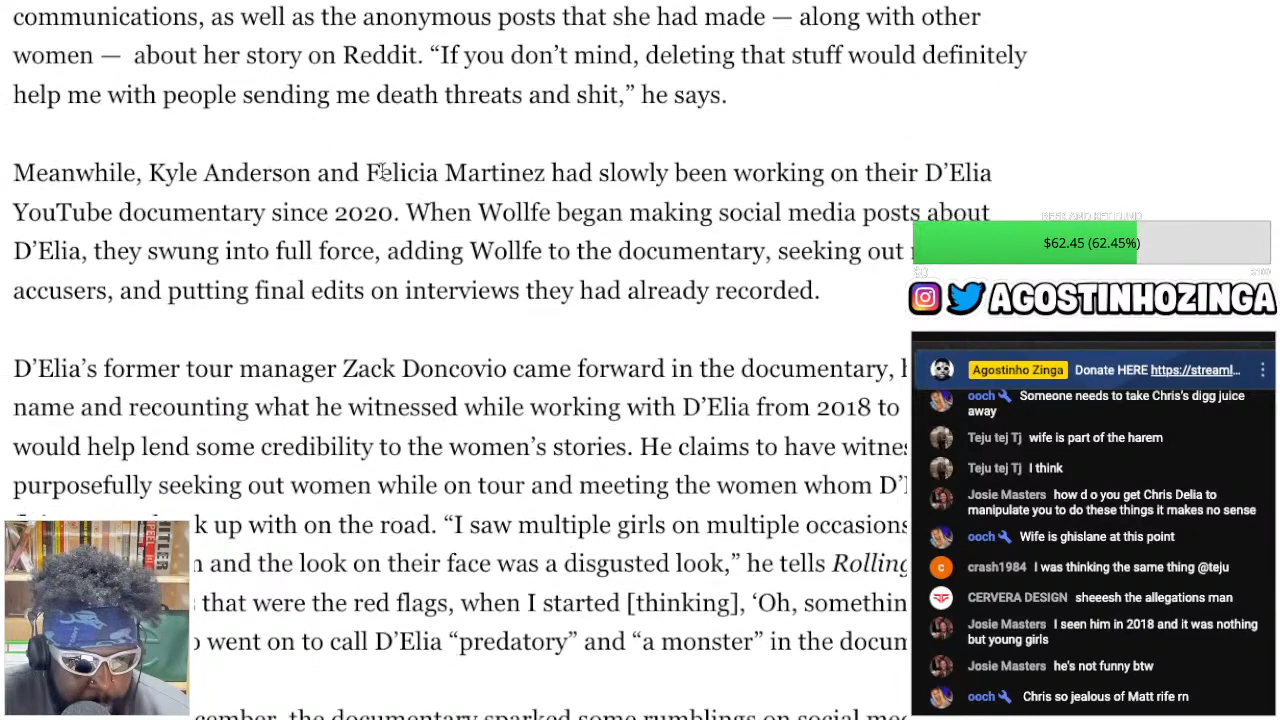 communications, as well as the anonymous posts that she had made — along with other
women — about her story on Reddit. “If you don’t mind, deleting that stuff would definitely
help me with people sending me death threats and shit,” he says.
Meanwhile, Kyle Anderson and Felicia Martinez had slowly been working on their D’Elia
YouTube documentary since 2020. When Wollfe began making social media posts about
D’Elia, they swung into full force, adding Wollfe to the documentary, seeking out
accusers, and putting final edits on interviews they had already recorded.
D’Elia’s former tour manager Zack Doncovio came forward in the documentary,
name and recounting what he witnessed while working with D’Elia from 2018 to
would help lend some credibility to the women’s stories. He claims to have
purposefully seeking out women while on tour and meeting the women whom
up with on the road. “I saw multiple girls on multiple occasions
and the look on their face was a disgusted look,” he tells Rolling
that were the red flags, when I started [thinking], ‘Oh,
went on to call D’Elia “predatory” and “a monster” in the
the documentary sparked some rumblings on social
BEER AND KFT FUND
$62.45 (62.45%)
$0
$100
AGOSTINHOZINGA
Agostinho Zinga Donate HERE https://streaml...
ooch Someone needs to take Chris's digg juice
away
Teju tej Tj wife is part of the harem
Teju tej Tj I think
Josie Masters how d o you get Chris Delia to
manipulate you to do these things it makes no sense
ooch Wife is ghislane at this point
crash1984 I was thinking the same thing @teju
CERVERA DESIGN sheeesh the allegations man
Josie Masters I seen him in 2018 and it was nothing
but young girls
Josie Masters he's not funny btw
ooch Chris so jealous of Matt rife rn